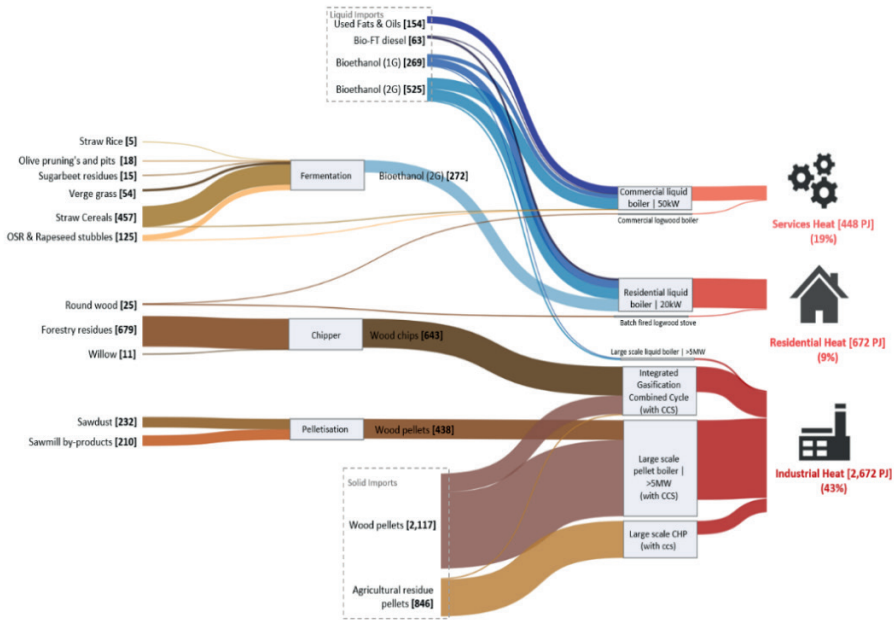 Liquid Imports
Used Fats & Oils [154]
Bio-FT diesel [63]
Bioethanol (1G) [269]
Bioethanol (2G) [525]
Straw Rice [5]
Olive pruning's and pits [18]
Sugarbeet residues [15]
Verge grass [54]
Straw Cereals [457]
OSR & Rapeseed stubbles [125]
Fermentation
Bioethanol (2G) [272]
Commercial liquid
boiler | 50kW
Commercial logwood boiler
Services Heat [448 PJ]
(19%)
Round wood [25]
Forestry residues [679]
Willow [11]
Chipper
Wood chips [643]
Residential liquid
boiler | 20kW
Batch fired logwood stove
Residential Heat [672 PJ]
(9%)
Large scale liquid boiler | >5MW
Integrated
Gasification
Combined Cycle
(with CCS)
Sawdust [232]
Sawmill by-products [210]
Pelletisation
Wood pellets [438]
Large scale
pellet boiler |
>5MW
(with CCS)
Industrial Heat [2,672 PJ]
(43%)
Solid Imports
Wood pellets [2,117]
Agricultural residue
pellets [846]
Large scale CHP
(with ccs)